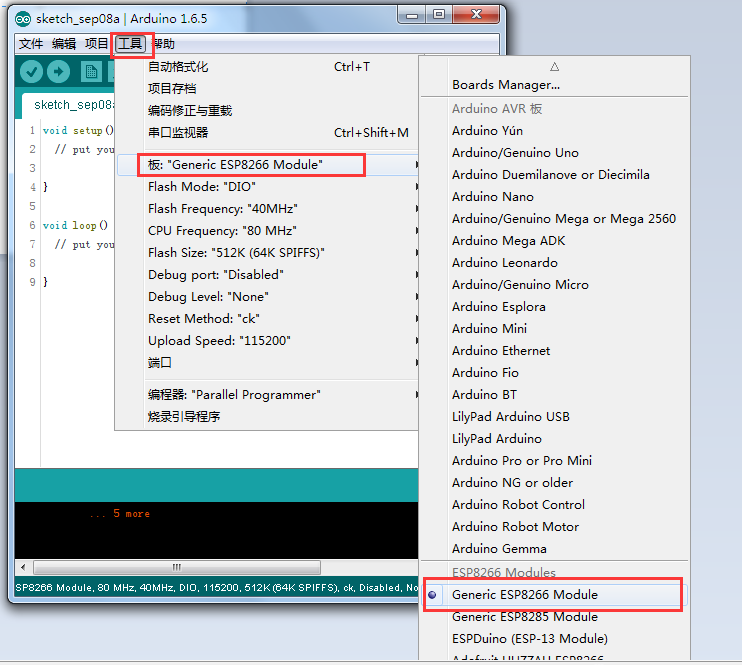 sketch_sep08a | Arduino 1.6.5
文件 编辑 项目 工具 帮助
sketch_sep08a
1 void setup()
2 // put you
3
4 }
5
6 void loop()
7 // put you
8
9 }
自动格式化 Ctrl+T
项目存档
编码修正与重载
串口监视器 Ctrl+Shift+M
板: "Generic ESP8266 Module"
Flash Mode: "DIO"
Flash Frequency: "40MHz"
CPU Frequency: "80 MHz"
Flash Size: "512K (64K SPIFFS)"
Debug port: "Disabled"
Debug Level: "None"
Reset Method: "ck"
Upload Speed: "115200"
端口
编程器: "Parallel Programmer"
烧录引导程序
Boards Manager...
Arduino AVR 板
Arduino Yún
Arduino/Genuino Uno
Arduino Duemilanove or Diecimila
Arduino Nano
Arduino/Genuino Mega or Mega 2560
Arduino Mega ADK
Arduino Leonardo
Arduino/Genuino Micro
Arduino Esplora
Arduino Mini
Arduino Ethernet
Arduino Fio
Arduino BT
LilyPad Arduino USB
LilyPad Arduino
Arduino Pro or Pro Mini
Arduino NG or older
Arduino Robot Control
Arduino Robot Motor
Arduino Gemma
ESP8266 Modules
Generic ESP8266 Module
Generic ESP8285 Module
ESPDuino (ESP-13 Module)
Adafruit HUZZAH ESP8266
... 5 more
SP8266 Module, 80 MHz, 40MHz, DIO, 115200, 512K (64K SPIFFS), ck, Disabled, No